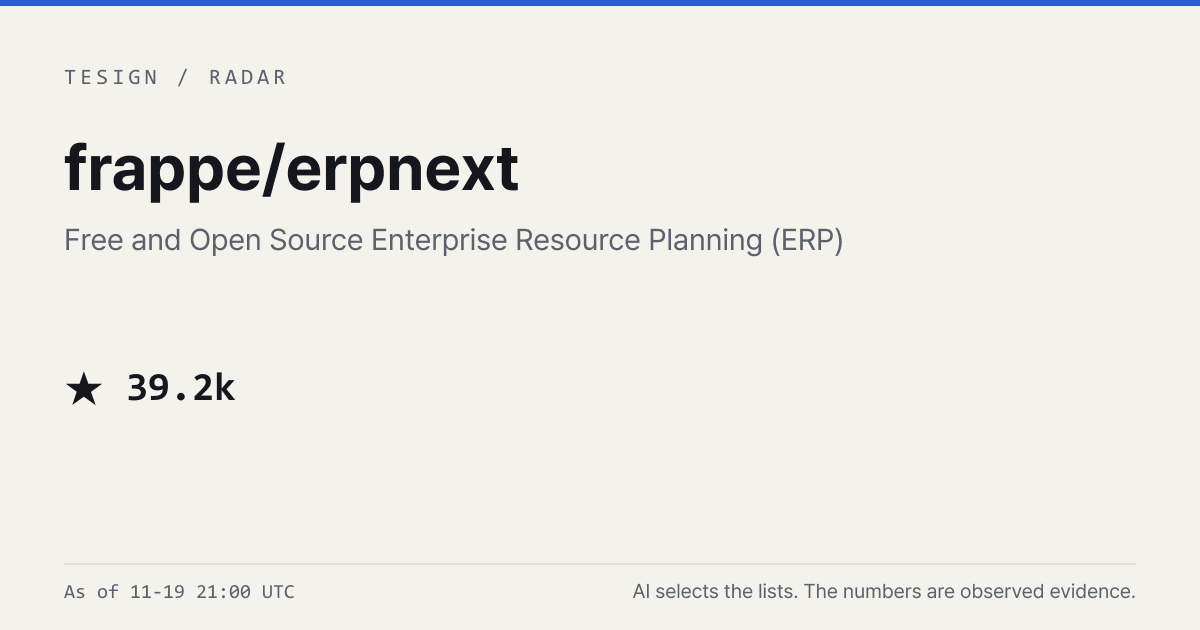 TESIGN / RADAR
frappe/erpnext
Free and Open Source Enterprise Resource Planning (ERP)
★ 39.2k
As of 11-19 21:00 UTC
AI selects the lists. The numbers are observed evidence.